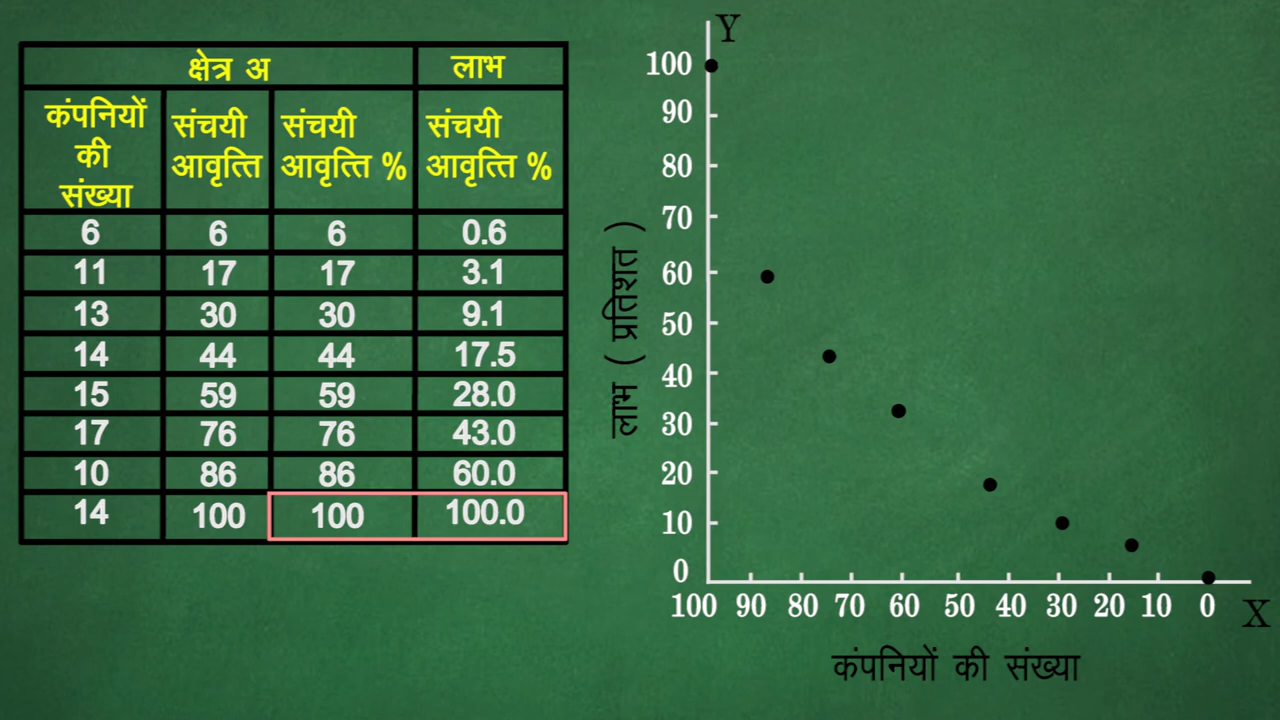 क्षेत्र अ लाभ
कंपनियों की संख्या संचयी आवृत्ति संचयी आवृत्ति % संचयी आवृत्ति %
6 6 6 0.6
11 17 17 3.1
13 30 30 9.1
14 44 44 17.5
15 59 59 28.0
17 76 76 43.0
10 86 86 60.0
14 100 100 100.0
Y
100
90
80
70
60
50
40
30
20
10
0
लाभ ( प्रतिशत )
100 90 80 70 60 50 40 30 20 10 0 X
कंपनियों की संख्या